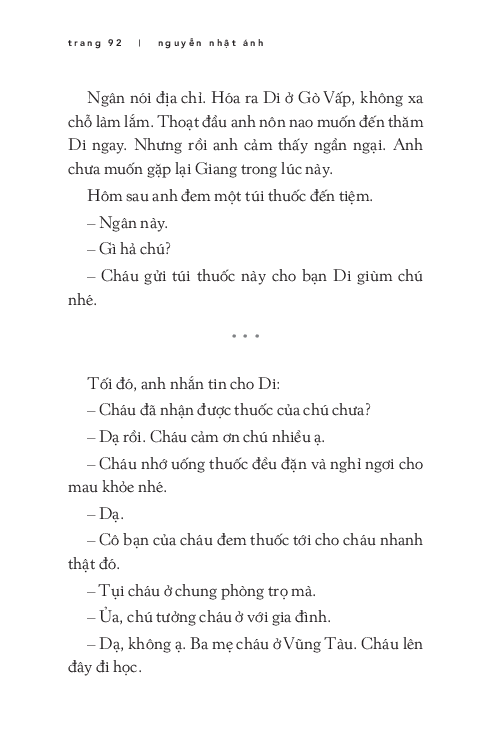 trang 92 | nguyễn nhật ánh
Ngân nói địa chỉ. Hóa ra Di ở Gò Vấp, không xa
chỗ làm lắm. Thoạt đầu anh nôn nao muốn đến thăm
Di ngay. Nhưng rồi anh cảm thấy ngần ngại. Anh
chưa muốn gặp lại Giang trong lúc này.
Hôm sau anh đem một túi thuốc đến tiệm.
– Ngân này.
– Gì hả chú?
– Cháu gửi túi thuốc này cho bạn Di giùm chú
nhé.
* * *
Tối đó, anh nhắn tin cho Di:
– Cháu đã nhận được thuốc của chú chưa?
– Dạ rồi. Cháu cảm ơn chú nhiều ạ.
– Cháu nhớ uống thuốc đều đặn và nghỉ ngơi cho
mau khỏe nhé.
– Dạ.
– Cô bạn của cháu đem thuốc tới cho cháu nhanh
thật đó.
– Tụi cháu ở chung phòng trọ mà.
– Ủa, chú tưởng cháu ở với gia đình.
– Dạ, không ạ. Ba mẹ cháu ở Vũng Tàu. Cháu lên
đây đi học.